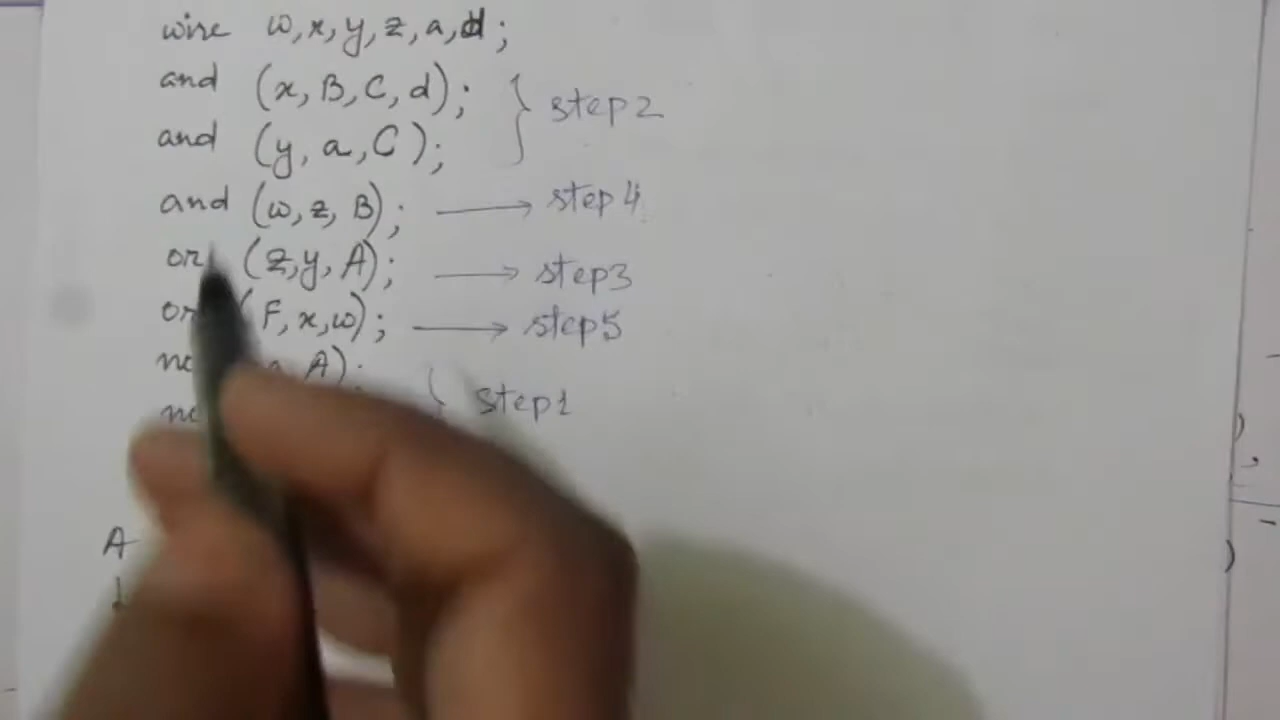 wire w,x,y,z,a,d;
and (x,B,C,d); } step2
and (y,a,C);
and (w,z,B); → step4
or (z,y,A); → step3
or (F,x,w); → step5
A); } step1
A